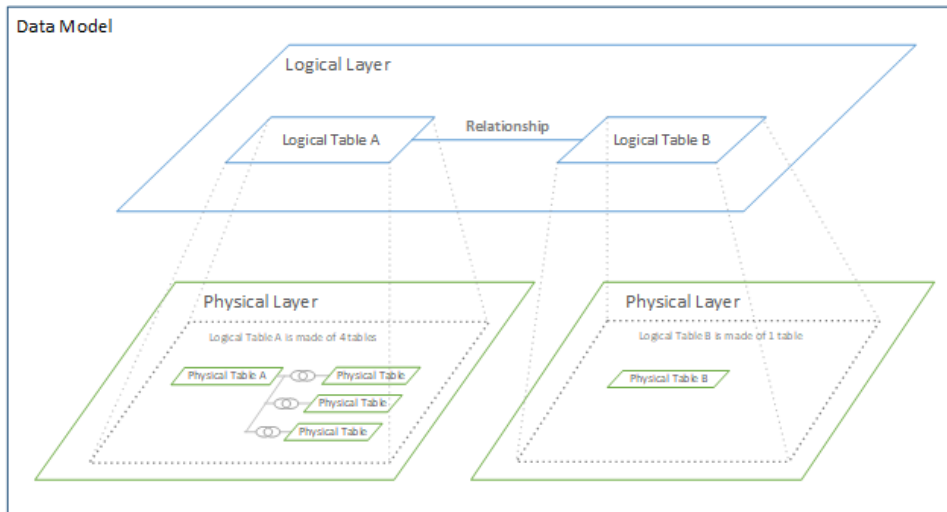 Data Model
Logical Layer
Logical Table A
Relationship
Logical Table B
Physical Layer
Logical Table A is made of 4 tables
Physical Table A
Physical Table
Physical Table
Physical Table
Physical Layer
Logical Table B is made of 1 table
Physical Table B